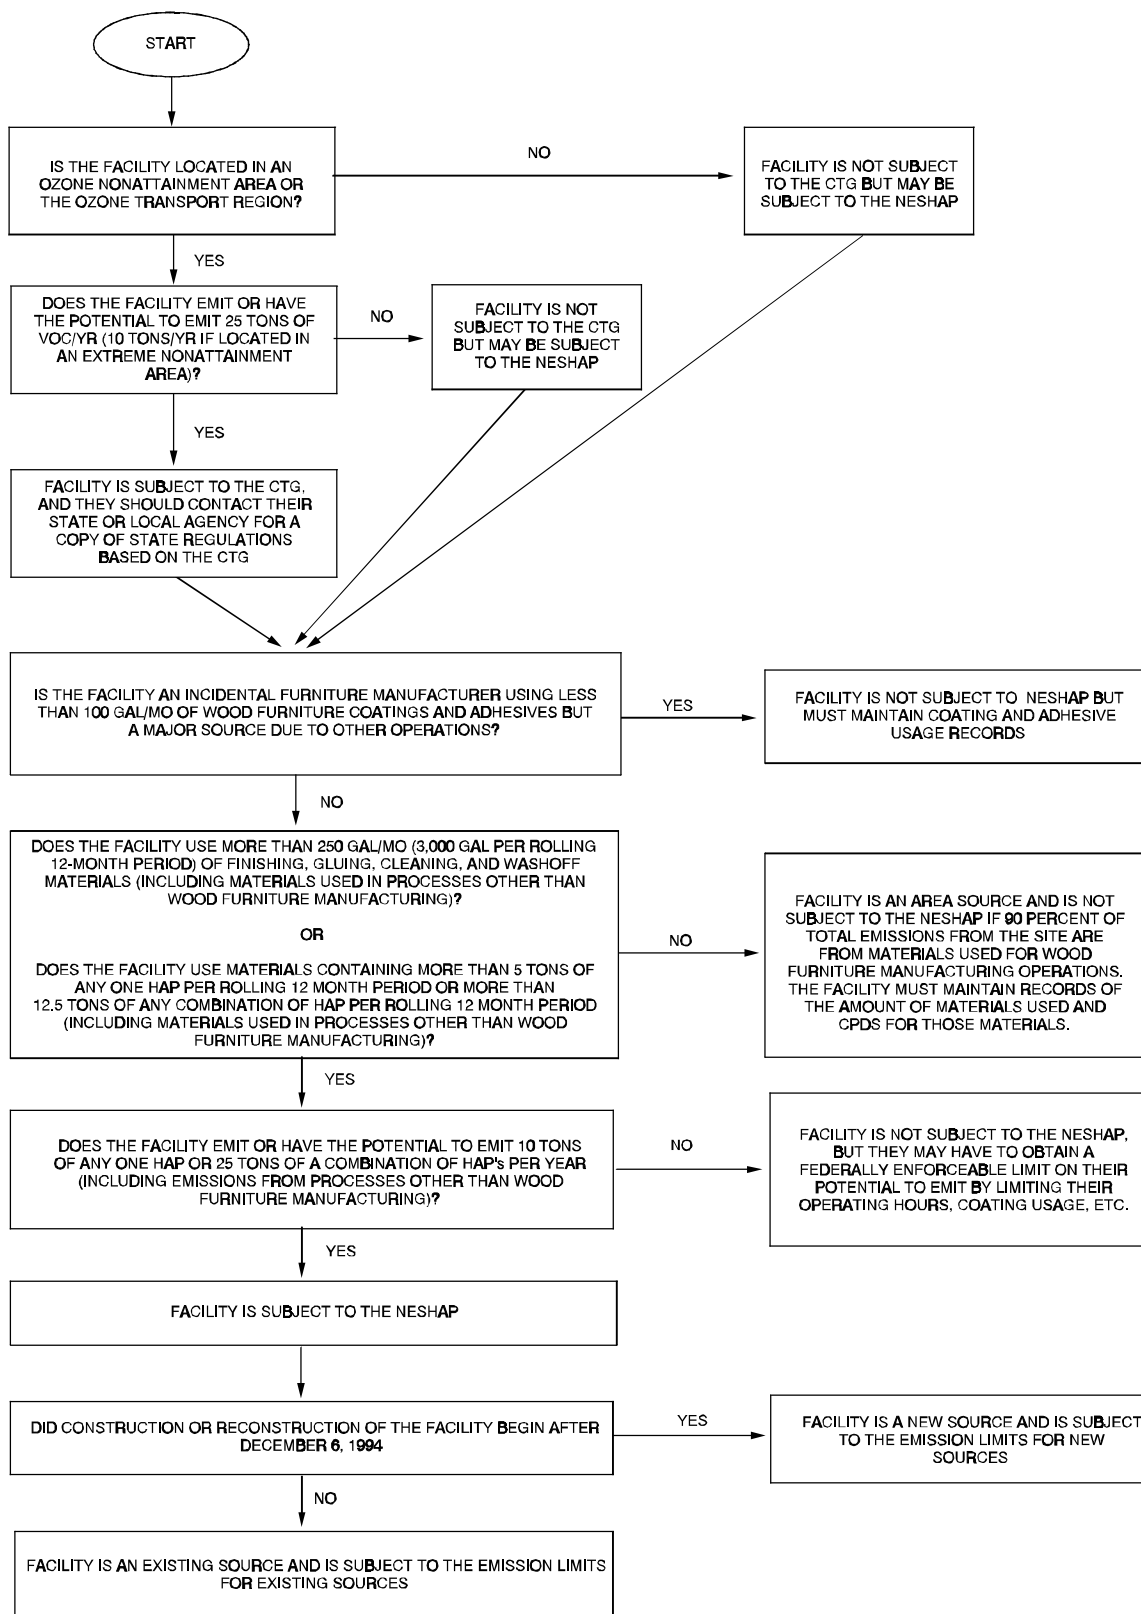 START
IS THE FACILITY LOCATED IN AN
OZONE NONATTAINMENT AREA OR
THE OZONE TRANSPORT REGION?
NO
FACILITY IS NOT SUBJECT
TO THE CTG BUT MAY BE
SUBJECT TO THE NESHAP
YES
DOES THE FACILITY EMIT OR HAVE
THE POTENTIAL TO EMIT 25 TONS OF
VOC/YR (10 TONS/YR IF LOCATED IN
AN EXTREME NONATTAINMENT
AREA)?
NO
FACILITY IS NOT
SUBJECT TO THE CTG
BUT MAY BE SUBJECT
TO THE NESHAP
YES
FACILITY IS SUBJECT TO THE CTG,
AND THEY SHOULD CONTACT THEIR
STATE OR LOCAL AGENCY FOR A
COPY OF STATE REGULATIONS
BASED ON THE CTG
IS THE FACILITY AN INCIDENTAL FURNITURE MANUFACTURER USING LESS
THAN 100 GAL/MO OF WOOD FURNITURE COATINGS AND ADHESIVES BUT
A MAJOR SOURCE DUE TO OTHER OPERATIONS?
YES
FACILITY IS NOT SUBJECT TO NESHAP BUT
MUST MAINTAIN COATING AND ADHESIVE
USAGE RECORDS
NO
DOES THE FACILITY USE MORE THAN 250 GAL/MO (3,000 GAL PER ROLLING
12-MONTH PERIOD) OF FINISHING, GLUING, CLEANING, AND WASHOFF
MATERIALS (INCLUDING MATERIALS USED IN PROCESSES OTHER THAN
WOOD FURNITURE MANUFACTURING)?
OR
DOES THE FACILITY USE MATERIALS CONTAINING MORE THAN 5 TONS OF
ANY ONE HAP PER ROLLING 12 MONTH PERIOD OR MORE THAN
12.5 TONS OF ANY COMBINATION OF HAP PER ROLLING 12 MONTH PERIOD
(INCLUDING MATERIALS USED IN PROCESSES OTHER THAN WOOD
FURNITURE MANUFACTURING)?
NO
FACILITY IS AN AREA SOURCE AND IS NOT
SUBJECT TO THE NESHAP IF 90 PERCENT OF
TOTAL EMISSIONS FROM THE SITE ARE
FROM MATERIALS USED FOR WOOD
FURNITURE MANUFACTURING OPERATIONS.
THE FACILITY MUST MAINTAIN RECORDS OF
THE AMOUNT OF MATERIALS USED AND
CPDS FOR THOSE MATERIALS.
YES
DOES THE FACILITY EMIT OR HAVE THE POTENTIAL TO EMIT 10 TONS
OF ANY ONE HAP OR 25 TONS OF A COMBINATION OF HAP's PER YEAR
(INCLUDING EMISSIONS FROM PROCESSES OTHER THAN WOOD
FURNITURE MANUFACTURING)?
NO
FACILITY IS NOT SUBJECT TO THE NESHAP,
BUT THEY MAY HAVE TO OBTAIN A
FEDERALLY ENFORCEABLE LIMIT ON THEIR
POTENTIAL TO EMIT BY LIMITING THEIR
OPERATING HOURS, COATING USAGE, ETC.
YES
FACILITY IS SUBJECT TO THE NESHAP
DID CONSTRUCTION OR RECONSTRUCTION OF THE FACILITY BEGIN AFTER
DECEMBER 6, 1994
YES
FACILITY IS A NEW SOURCE AND IS SUBJECT
TO THE EMISSION LIMITS FOR NEW
SOURCES
NO
FACILITY IS AN EXISTING SOURCE AND IS SUBJECT TO THE EMISSION LIMITS
FOR EXISTING SOURCES